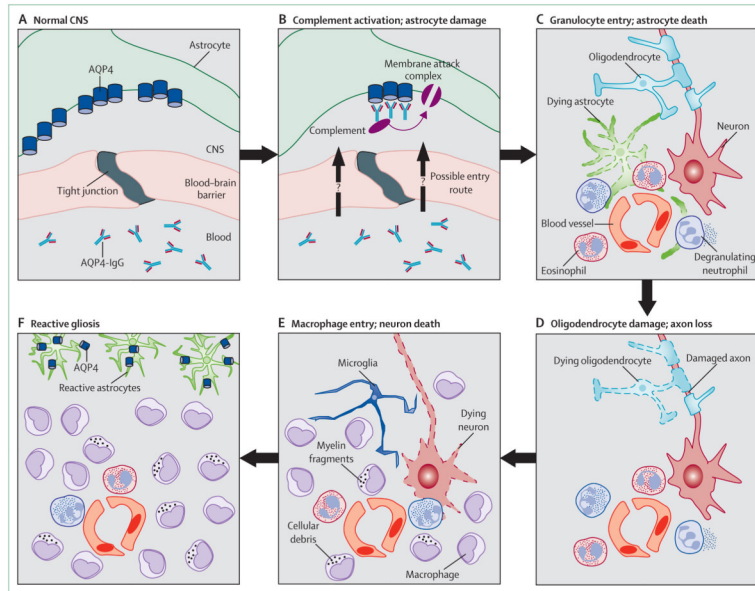 A Normal CNS
Astrocyte
AQP4
CNS
Tight junction
Blood–brain
barrier
Blood
AQP4-IgG
B Complement activation; astrocyte damage
Membrane attack
complex
Complement
?
?
Possible entry
route
C Granulocyte entry; astrocyte death
Oligodendrocyte
Dying astrocyte
Neuron
Blood vessel
Eosinophil
Degranulating
neutrophil
D Oligodendrocyte damage; axon loss
Dying oligodendrocyte
Damaged axon
E Macrophage entry; neuron death
Microglia
Dying
neuron
Myelin
fragments
Cellular
debris
Macrophage
F Reactive gliosis
AQP4
Reactive astrocytes